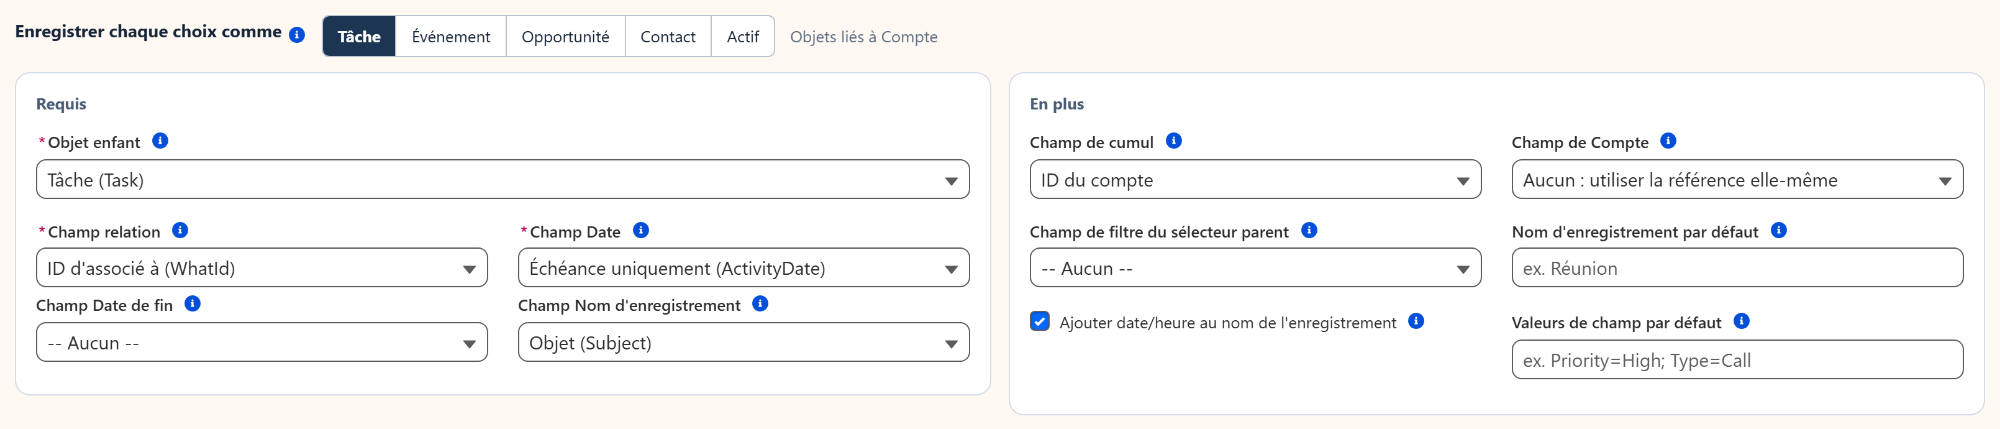 Enregistrer chaque choix comme
Tâche
Événement
Opportunité
Contact
Actif
Objets liés à Compte
Requis
* Objet enfant
Tâche (Task)
* Champ relation
ID d'associé à (WhatId)
* Champ Date
Échéance uniquement (ActivityDate)
Champ Date de fin
-- Aucun --
Champ Nom d'enregistrement
Objet (Subject)
En plus
Champ de cumul
ID du compte
Champ de Compte
Aucun : utiliser la référence elle-même
Champ de filtre du sélecteur parent
-- Aucun --
Nom d'enregistrement par défaut
ex. Réunion
Ajouter date/heure au nom de l'enregistrement
Valeurs de champ par défaut
ex. Priority=High; Type=Call